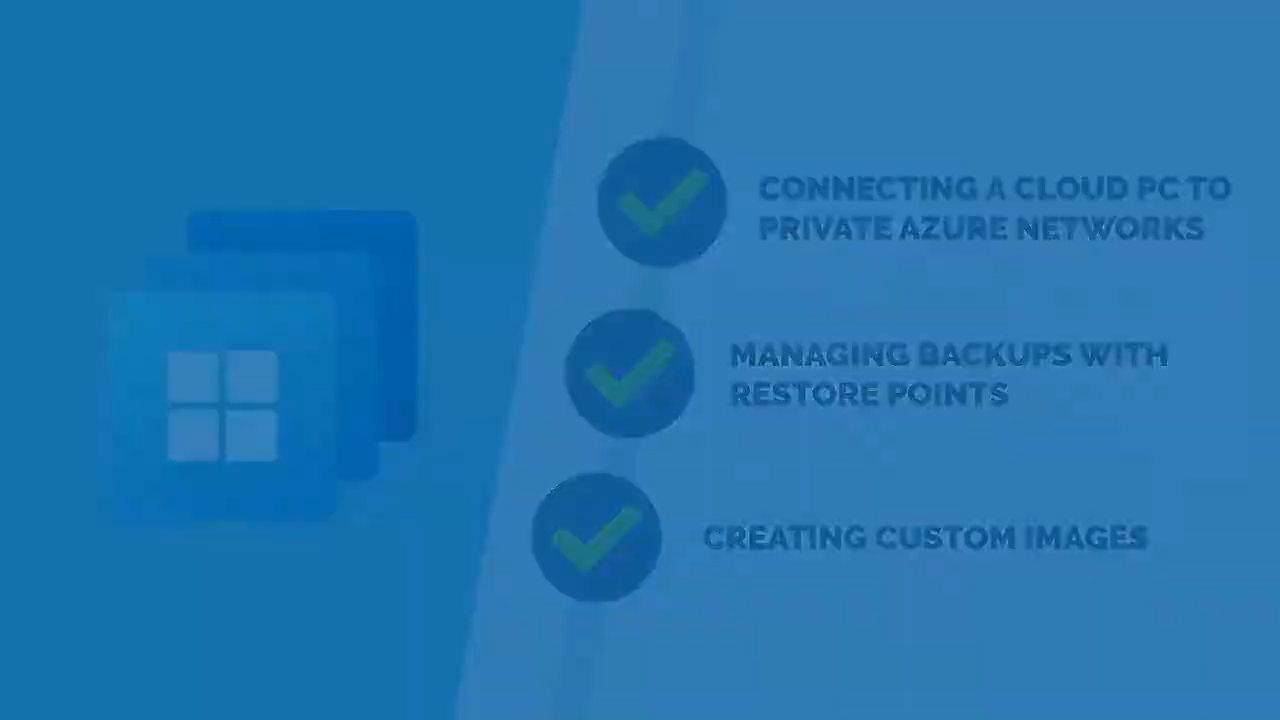 CONNECTING A CLOUD PC TO
PRIVATE AZURE NETWORKS
MANAGING BACKUPS WITH
RESTORE POINTS
CREATING CUSTOM IMAGES